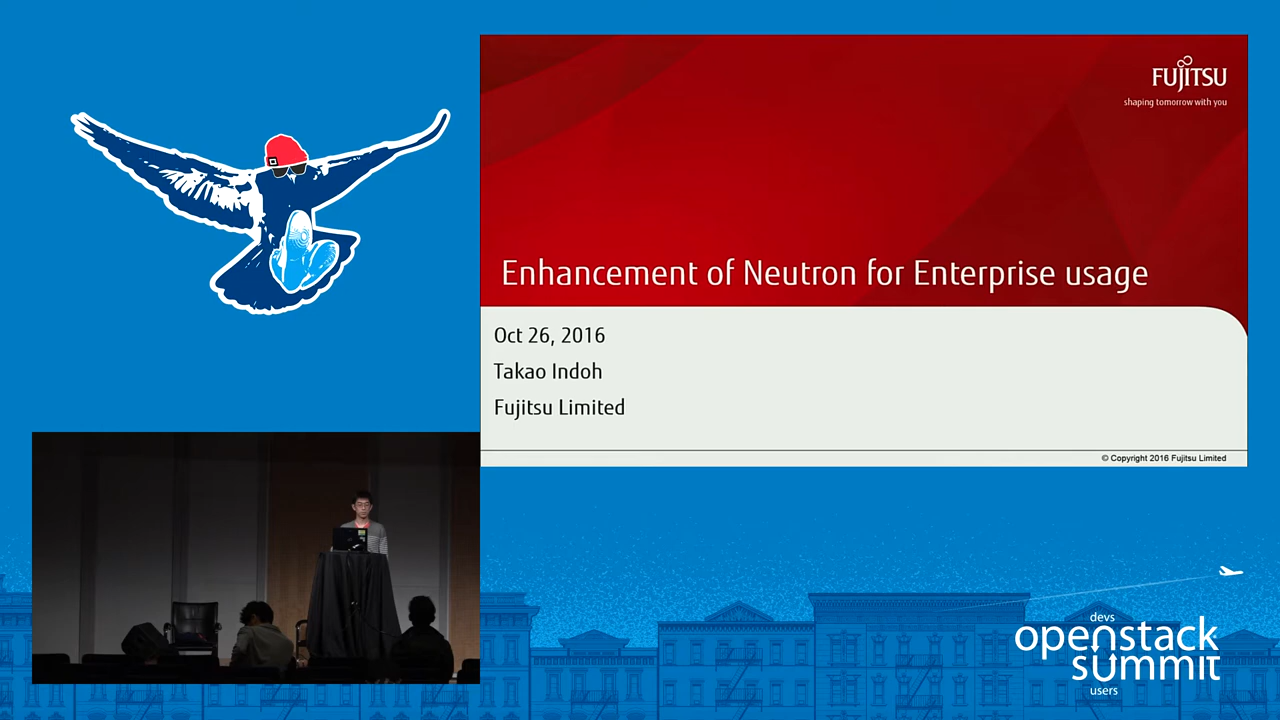 FUJITSU
shaping tomorrow with you
Enhancement of Neutron for Enterprise usage
Oct 26, 2016
Takao Indoh
Fujitsu Limited
© Copyright 2016 Fujitsu Limited
devs
openstack
summit
users